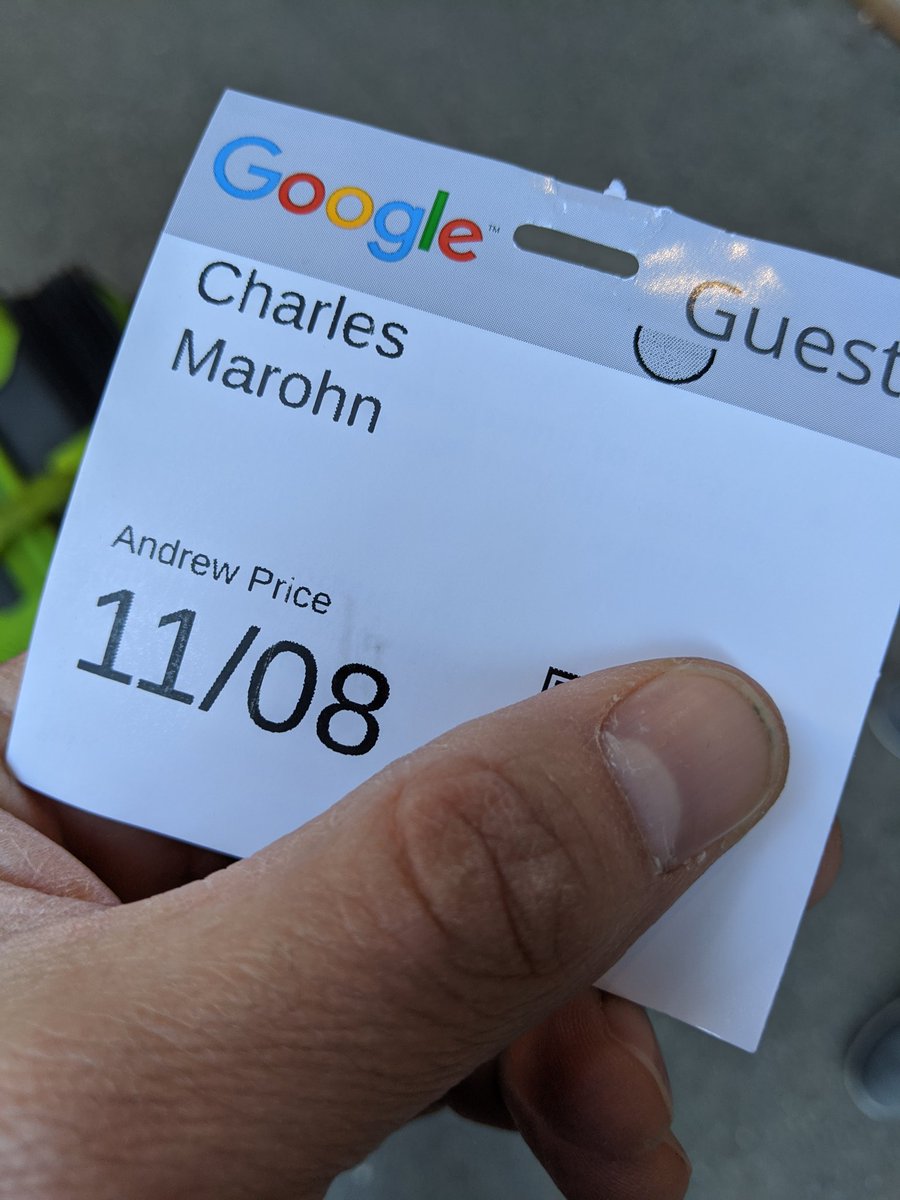 Google™
Guest
Charles
Marohn
Andrew Price
11/08